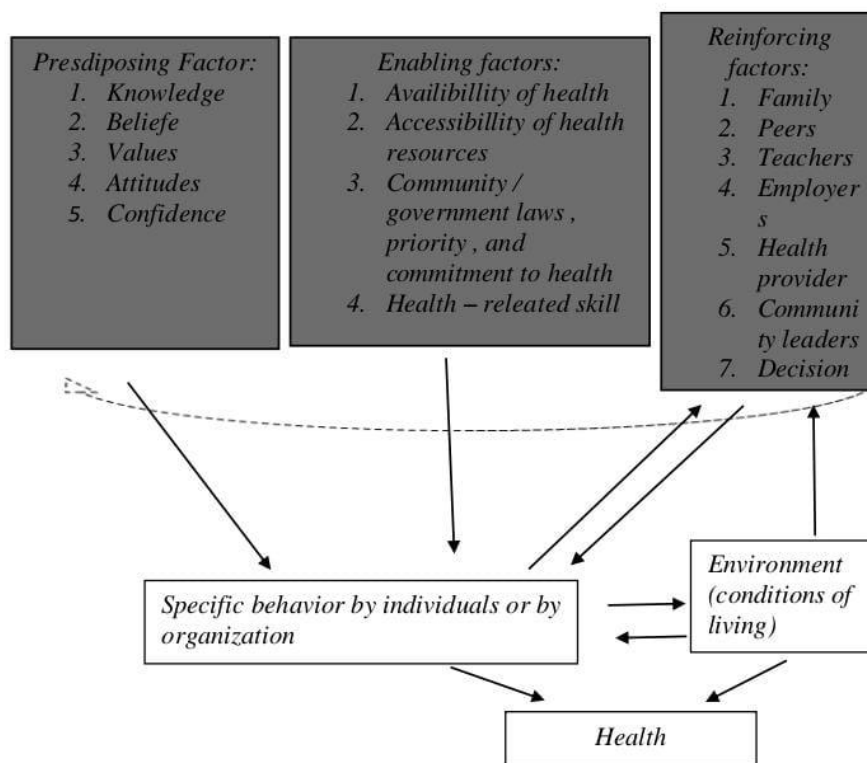 Presdiposing Factor:
1. Knowledge
2. Beliefe
3. Values
4. Attitudes
5. Confidence
Enabling factors:
1. Availibillity of health
2. Accessibillity of health
resources
3. Community /
government laws ,
priority , and
commitment to health
4. Health – releated skill
Reinforcing
factors:
1. Family
2. Peers
3. Teachers
4. Employer
s
5. Health
provider
6. Communi
ty leaders
7. Decision
Specific behavior by individuals or by
organization
Environment
(conditions of
living)
Health